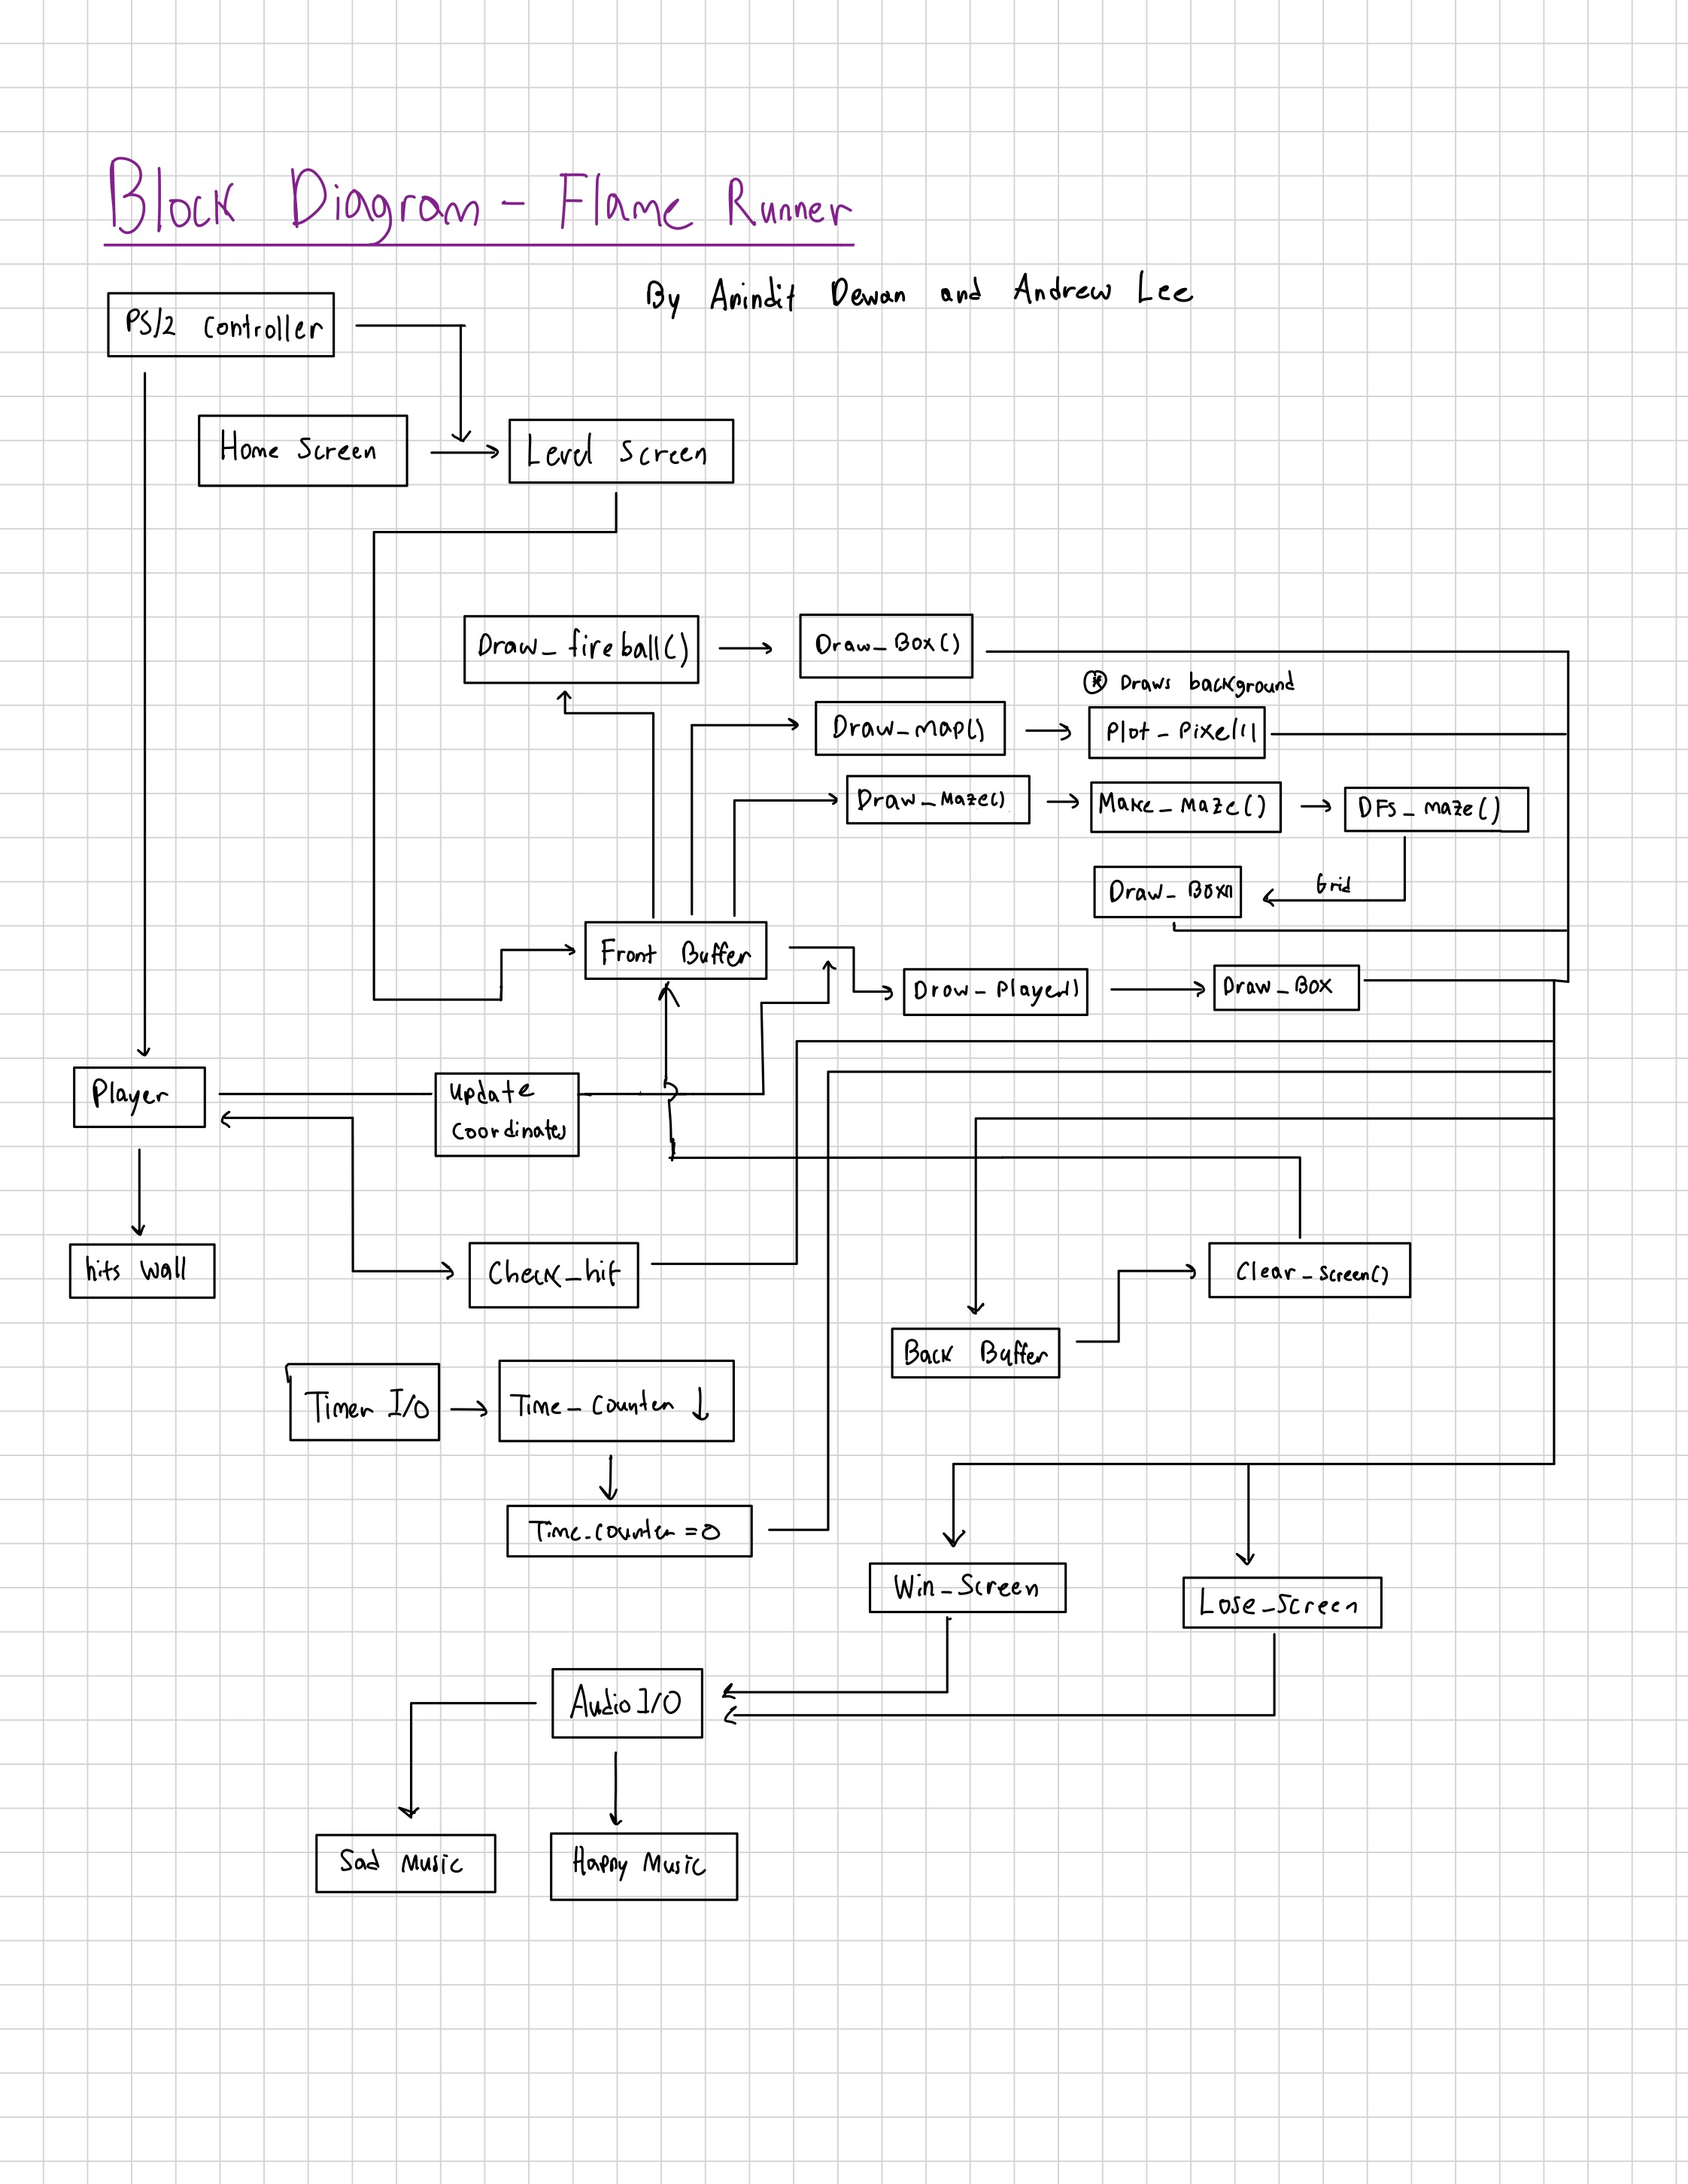 Block Diagram - Flame Runner
By Anindit Dewan and Andrew Lee
PS/2 Controller
Home Screen
Level Screen
Draw_fireball()
Draw_Box()
* Draws background
Draw_Map()
Plot_Pixel()
Draw_Maze()
Make_Maze()
DFS_maze()
Draw_Box()
Grid
Front Buffer
Draw_Player()
Draw_Box
Player
Update
Coordinates
hits wall
Check_hit
Clear_Screen()
Back Buffer
Timer I/O
Time_Counter ↓
Time_Counter = 0
Win_Screen
Lose_Screen
Audio I/O
Sad Music
Happy Music